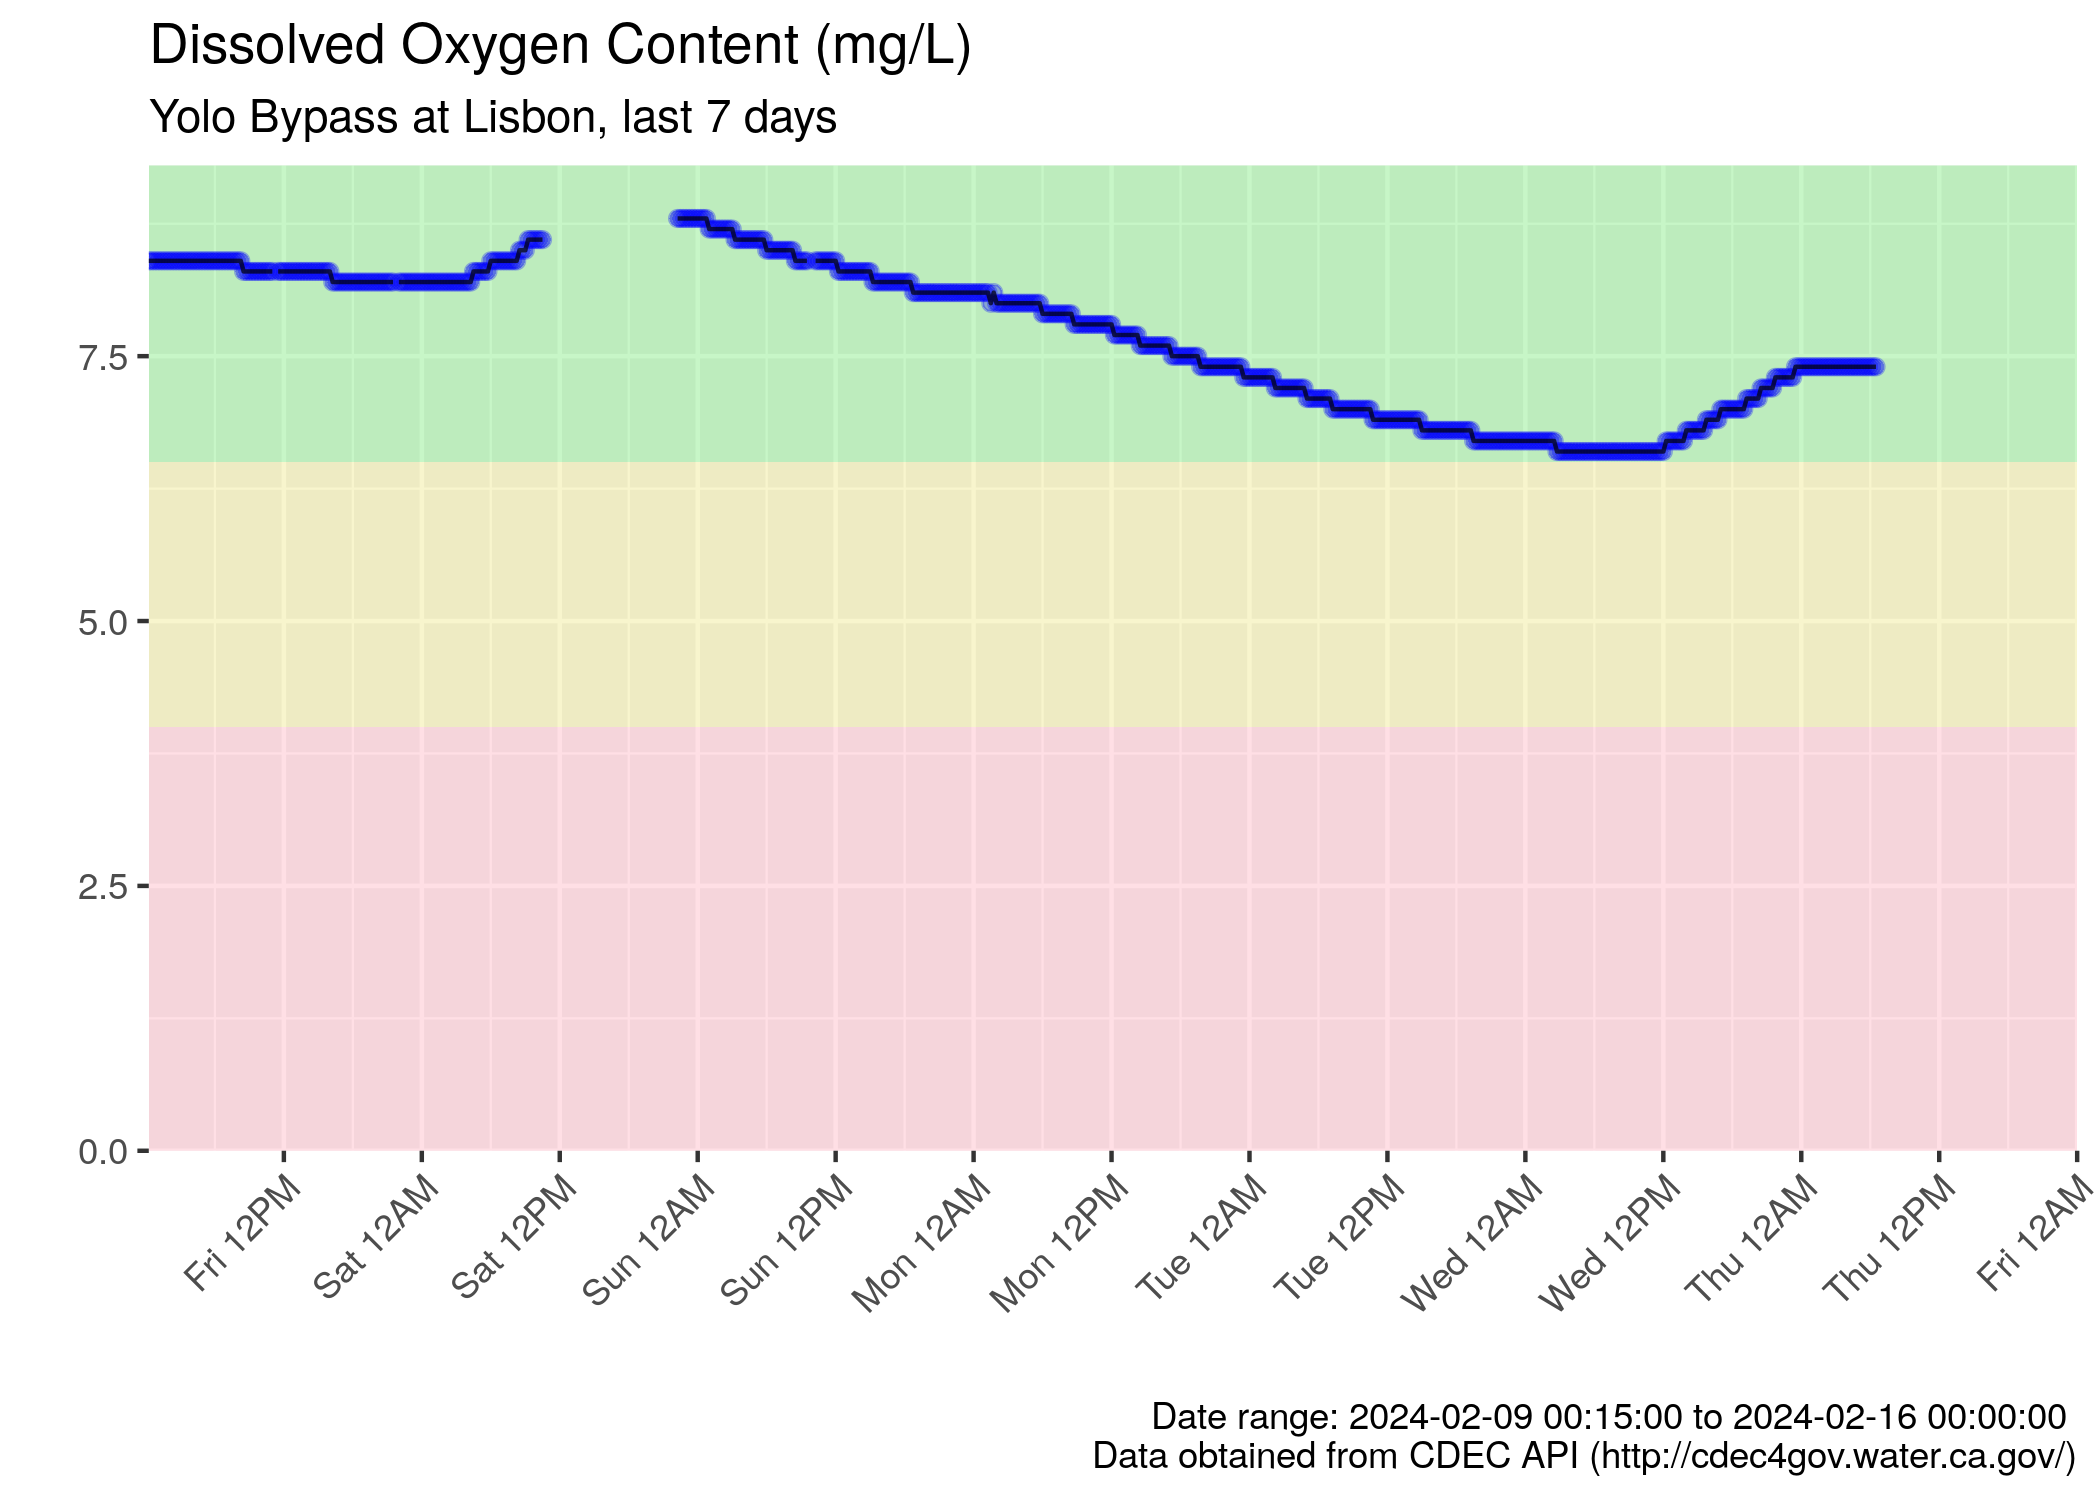 Dissolved Oxygen Content (mg/L)
Yolo Bypass at Lisbon, last 7 days
7.5
5.0
2.5
0.0
Fri 12PM
Sat 12AM
Sat 12PM
Sun 12AM
Sun 12PM
Mon 12AM
Mon 12PM
Tue 12AM
Tue 12PM
Wed 12AM
Wed 12PM
Thu 12AM
Thu 12PM
Fri 12AM
Date range: 2024-02-09 00:15:00 to 2024-02-16 00:00:00
Data obtained from CDEC API (http://cdec4gov.water.ca.gov/)